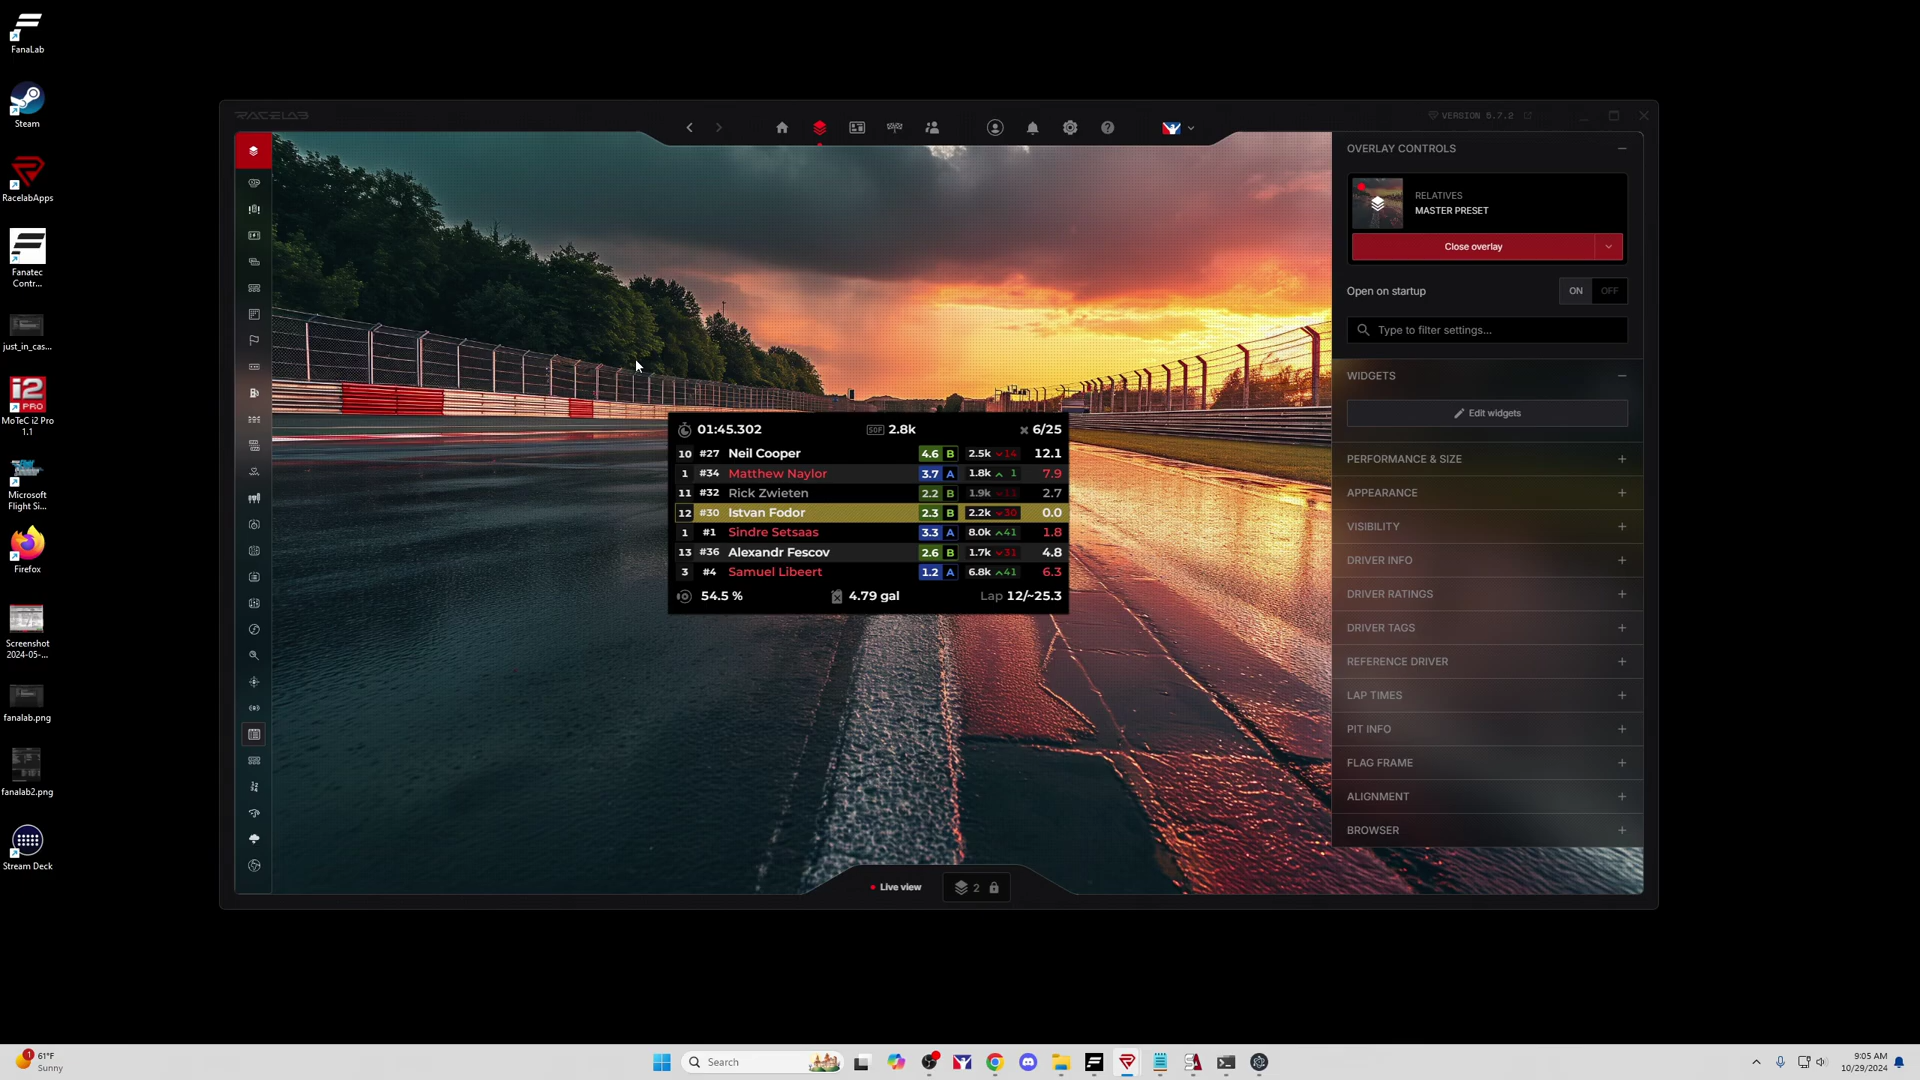 FanaLab
Steam
RacelabApps
Fanatec
Contr...
just_in_cas...
i2
PRO
MoTeC i2 Pro
1.1
Microsoft
Flight Si...
Firefox
Screenshot
2024-05-...
fanalab.png
fanalab2.png
Stream Deck
RACELAB
VERSION 5.7.2
OVERLAY CONTROLS
RELATIVES
MASTER PRESET
Close overlay
Open on startup
ON OFF
Type to filter settings...
WIDGETS
Edit widgets
PERFORMANCE & SIZE
APPEARANCE
VISIBILITY
DRIVER INFO
DRIVER RATINGS
DRIVER TAGS
REFERENCE DRIVER
LAP TIMES
PIT INFO
FLAG FRAME
ALIGNMENT
BROWSER
01:45.302 SOF 2.8k × 6/25
10 #27 Neil Cooper 4.6 B 2.5k 14 12.1
1 #34 Matthew Naylor 3.7 A 1.8k 1 7.9
11 #32 Rick Zwieten 2.2 B 1.9k 2.7
12 #30 Istvan Fodor 2.3 B 2.2k 30 0.0
1 #1 Sindre Setsaas 3.3 A 8.0k 41 1.8
13 #36 Alexandr Fescov 2.6 B 1.7k 31 4.8
3 #4 Samuel Libeert 1.2 A 6.8k 41 6.3
54.5 % 4.79 gal Lap 12/~25.3
Live view 2
1 61°F
Sunny
Search
9:05 AM
10/29/2024